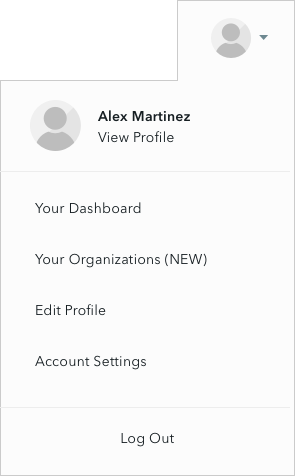 Alex Martinez
View Profile
Your Dashboard
Your Organizations (NEW)
Edit Profile
Account Settings
Log Out